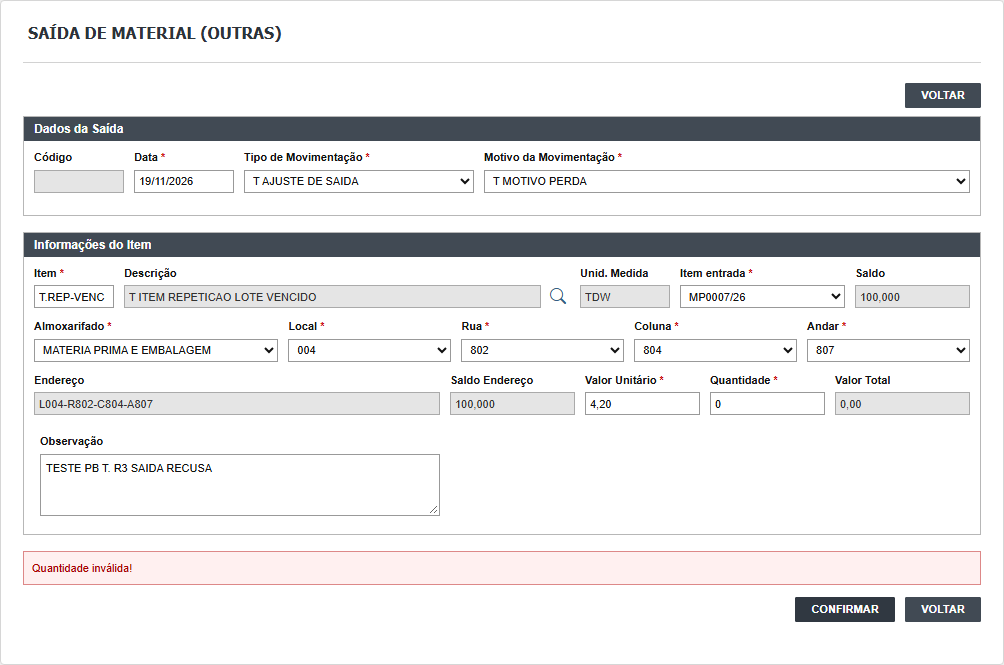 SAÍDA DE MATERIAL (OUTRAS)
VOLTAR
Dados da Saída
Código Data * Tipo de Movimentação * Motivo da Movimentação *
19/11/2026 T AJUSTE DE SAIDA T MOTIVO PERDA
Informações do Item
Item * Descrição Unid. Medida Item entrada * Saldo
T.REP-VENC T ITEM REPETICAO LOTE VENCIDO TDW MP0007/26 100,000
Almoxarifado * Local * Rua * Coluna * Andar *
MATERIA PRIMA E EMBALAGEM 004 802 804 807
Endereço Saldo Endereço Valor Unitário * Quantidade * Valor Total
L004-R802-C804-A807 100,000 4,20 0 0,00
Observação
TESTE PB T. R3 SAIDA RECUSA
Quantidade inválida!
CONFIRMAR VOLTAR